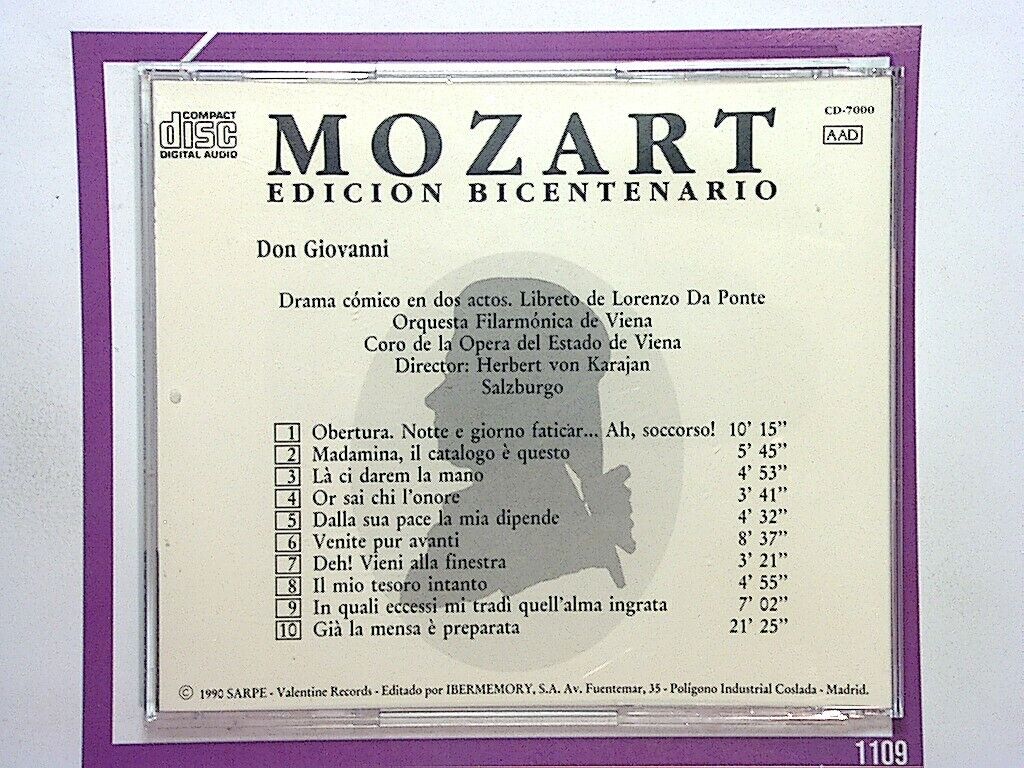 COMPACT
disc
DIGITAL AUDIO
MOZART
EDICION BICENTENARIO
CD-7000
AAD
Don Giovanni
Drama cómico en dos actos. Libreto de Lorenzo Da Ponte
Orquesta Filarmónica de Viena
Coro de la Opera del Estado de Viena
Director: Herbert von Karajan
Salzburgo
1 Obertura. Notte e giorno faticar... Ah, soccorso! 10' 15"
2 Madamina, il catalogo è questo 5' 45"
3 Là ci darem la mano 4' 53"
4 Or sai chi l'onore 3' 41"
5 Dalla sua pace la mia dipende 4' 32"
6 Venite pur avanti 8' 37"
7 Deh! Vieni alla finestra 3' 21"
8 Il mio tesoro intanto 4' 55"
9 In quali eccessi mi tradì quell'alma ingrata 7' 02"
10 Già la mensa è preparata 21' 25"
© 1990 SARPE - Valentine Records - Editado por IBERMEMORY, S.A. Av. Fuentemar, 35 - Polígono Industrial Coslada - Madrid.
1109